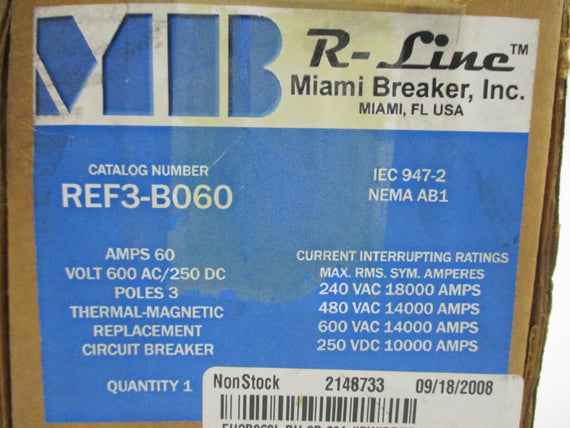 MB
R-Line™
Miami Breaker, Inc.
MIAMI, FL USA
CATALOG NUMBER
REF3-B060
IEC 947-2
NEMA AB1
AMPS 60
VOLT 600 AC/250 DC
POLES 3
THERMAL-MAGNETIC
REPLACEMENT
CIRCUIT BREAKER
QUANTITY 1
CURRENT INTERRUPTING RATINGS
MAX. RMS. SYM. AMPERES
240 VAC 18000 AMPS
480 VAC 14000 AMPS
600 VAC 14000 AMPS
250 VDC 10000 AMPS
NonStock 2148733 09/18/2008